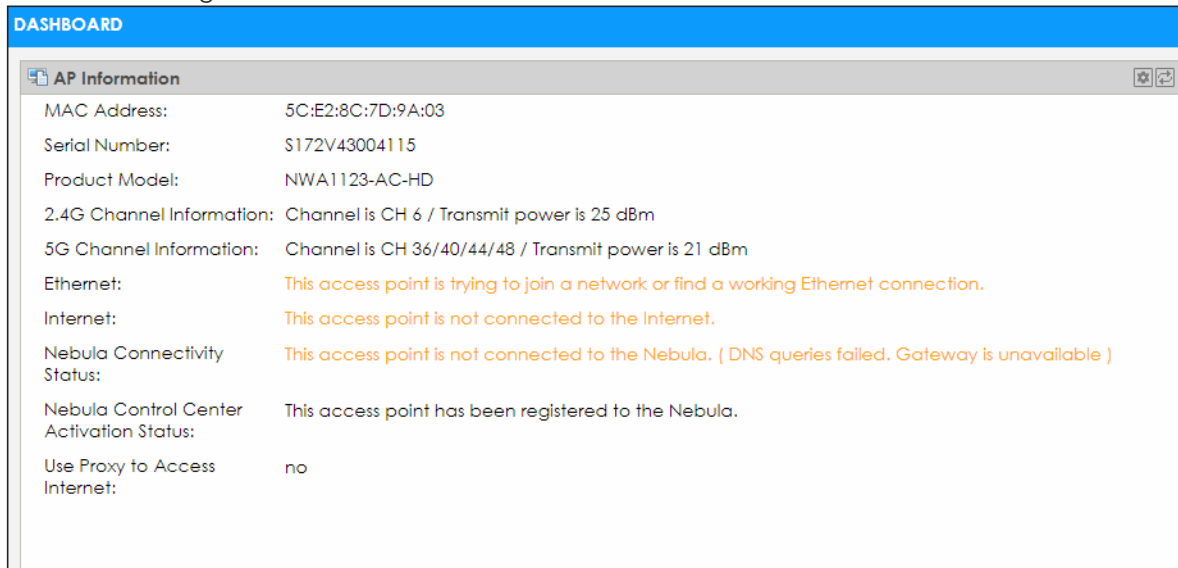 DASHBOARD
AP Information
MAC Address: 5C:E2:8C:7D:9A:03
Serial Number: S172V43004115
Product Model: NWA1123-AC-HD
2.4G Channel Information: Channel is CH 6 / Transmit power is 25 dBm
5G Channel Information: Channel is CH 36/40/44/48 / Transmit power is 21 dBm
Ethernet: This access point is trying to join a network or find a working Ethernet connection.
Internet: This access point is not connected to the Internet.
Nebula Connectivity This access point is not connected to the Nebula. ( DNS queries failed. Gateway is unavailable )
Status:
Nebula Control Center This access point has been registered to the Nebula.
Activation Status:
Use Proxy to Access no
Internet: